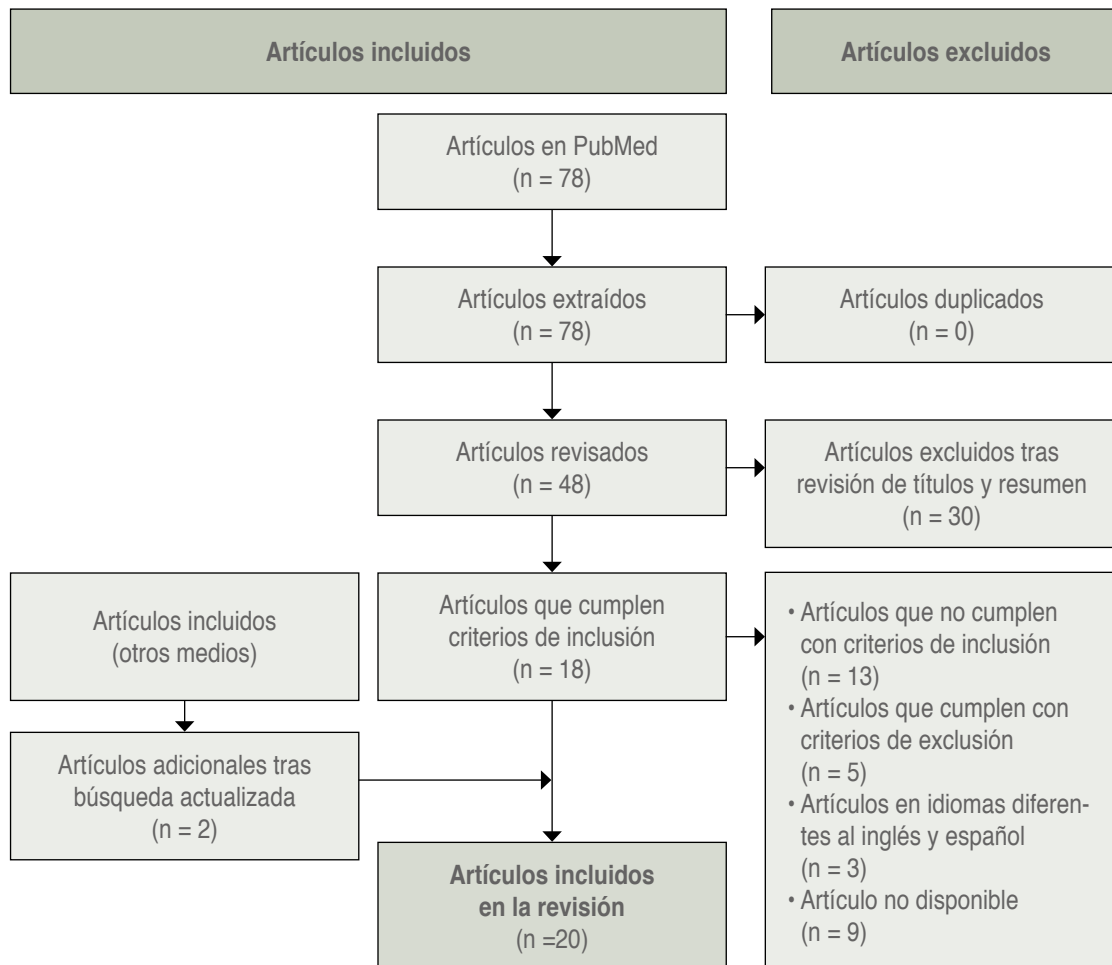 Artículos incluidos
Artículos excluidos
Artículos en PubMed
(n = 78)
Artículos extraídos
(n = 78)
Artículos duplicados
(n = 0)
Artículos revisados
(n = 48)
Artículos excluidos tras
revisión de títulos y resumen
(n = 30)
Artículos incluidos
(otros medios)
Artículos que cumplen
criterios de inclusión
(n = 18)
• Artículos que no cumplen
con criterios de inclusión
(n = 13)
• Artículos que cumplen con
criterios de exclusión
(n = 5)
• Artículos en idiomas diferen-
tes al inglés y español
(n = 3)
• Artículo no disponible
(n = 9)
Artículos adicionales tras
búsqueda actualizada
(n = 2)
Artículos incluidos
en la revisión
(n =20)